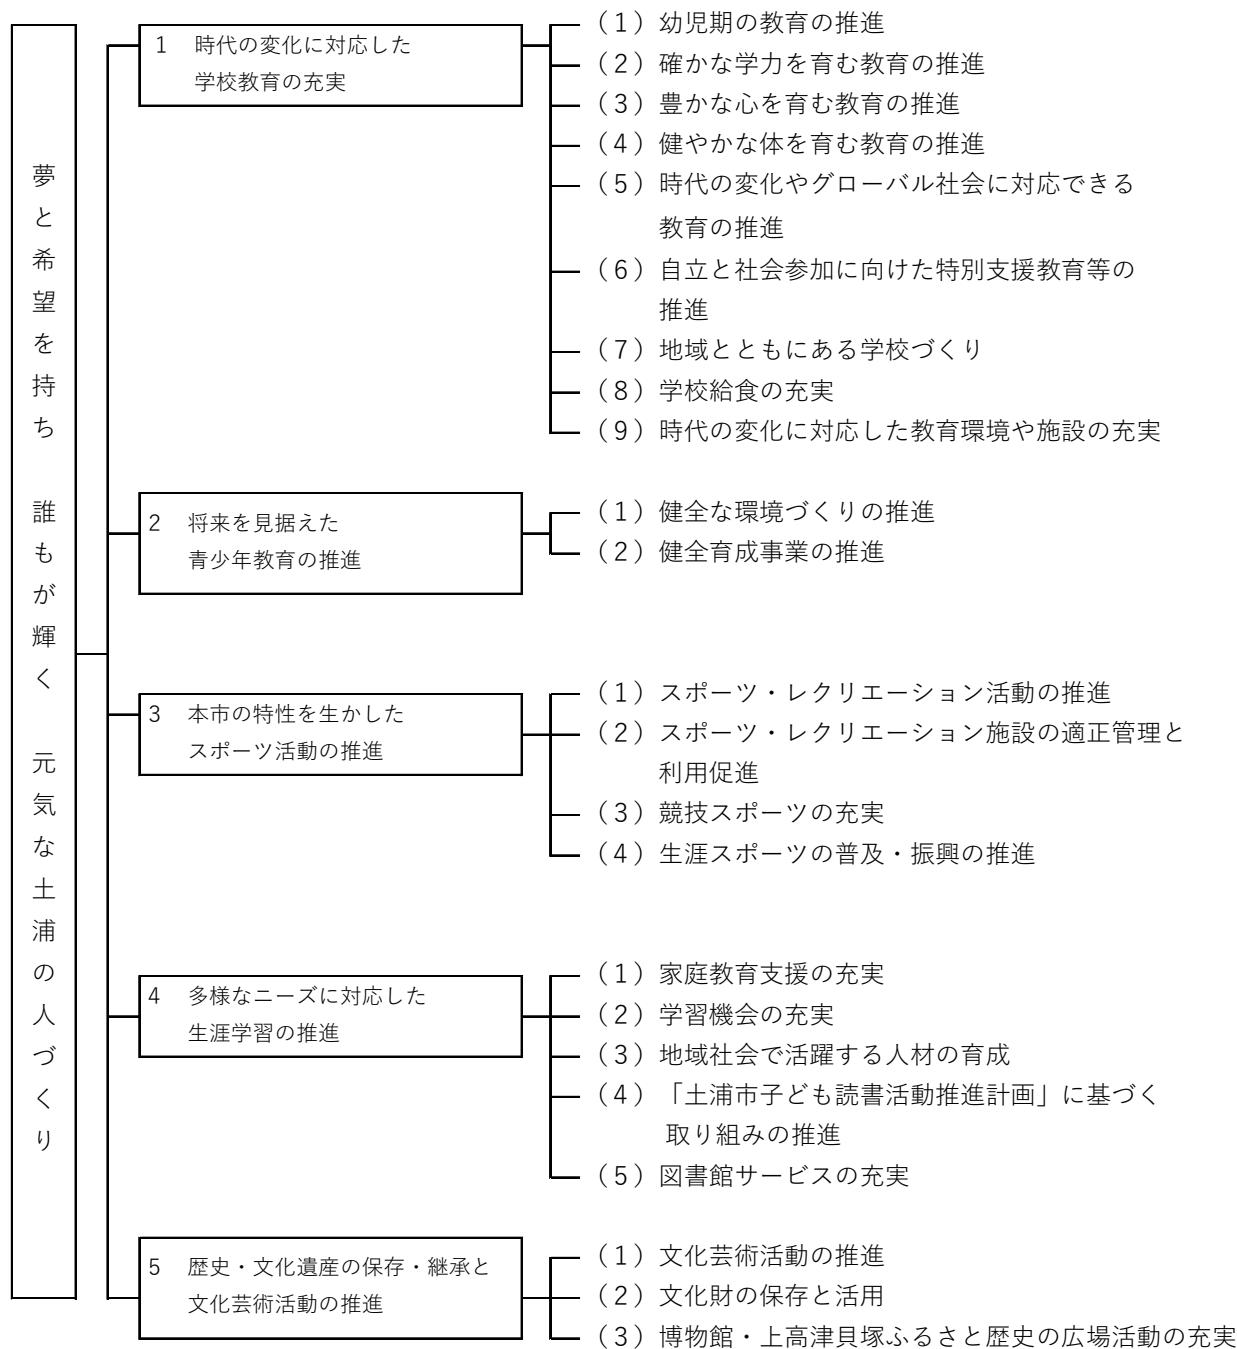 夢と希望を持ち　誰もが輝く　元気な土浦の人づくり
1　時代の変化に対応した
学校教育の充実
（1）幼児期の教育の推進
（2）確かな学力を育む教育の推進
（3）豊かな心を育む教育の推進
（4）健やかな体を育む教育の推進
（5）時代の変化やグローバル社会に対応できる
教育の推進
（6）自立と社会参加に向けた特別支援教育等の
推進
（7）地域とともにある学校づくり
（8）学校給食の充実
（9）時代の変化に対応した教育環境や施設の充実
2　将来を見据えた
青少年教育の推進
（1）健全な環境づくりの推進
（2）健全育成事業の推進
3　本市の特性を生かした
スポーツ活動の推進
（1）スポーツ・レクリエーション活動の推進
（2）スポーツ・レクリエーション施設の適正管理と
利用促進
（3）競技スポーツの充実
（4）生涯スポーツの普及・振興の推進
4　多様なニーズに対応した
生涯学習の推進
（1）家庭教育支援の充実
（2）学習機会の充実
（3）地域社会で活躍する人材の育成
（4）「土浦市子ども読書活動推進計画」に基づく
取り組みの推進
（5）図書館サービスの充実
5　歴史・文化遺産の保存・継承と
文化芸術活動の推進
（1）文化芸術活動の推進
（2）文化財の保存と活用
（3）博物館・上高津貝塚ふるさと歴史の広場活動の充実